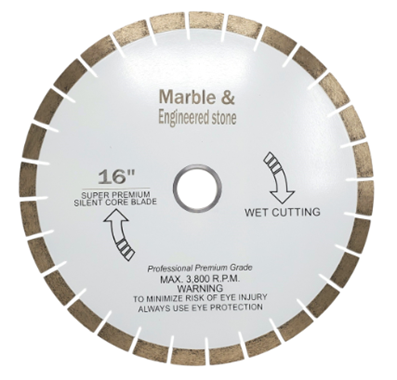 Marble &
Engineered stone
16"
SUPER PREMIUM
SILENT CORE BLADE
WET CUTTING
Professional Premium Grade
MAX. 3,800 R.P.M.
WARNING
TO MINIMIZE RISK OF EYE INJURY
ALWAYS USE EYE PROTECTION